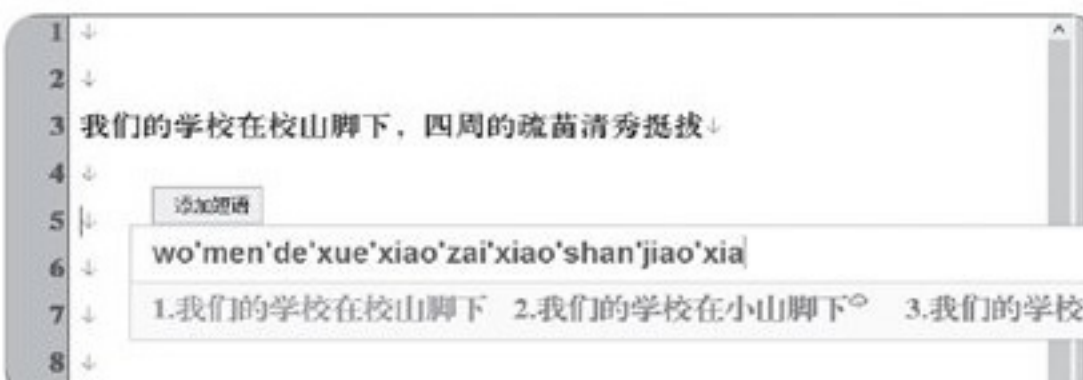 1
2
3 我们的学校在校山脚下，四周的疏苗清秀挺拔
4
5
添加短语
6
wo'men'de'xue'xiao'zai'xiao'shan'jiao'xia
7
1.我们的学校在校山脚下 2.我们的学校在小山脚下 3.我们的学校
8